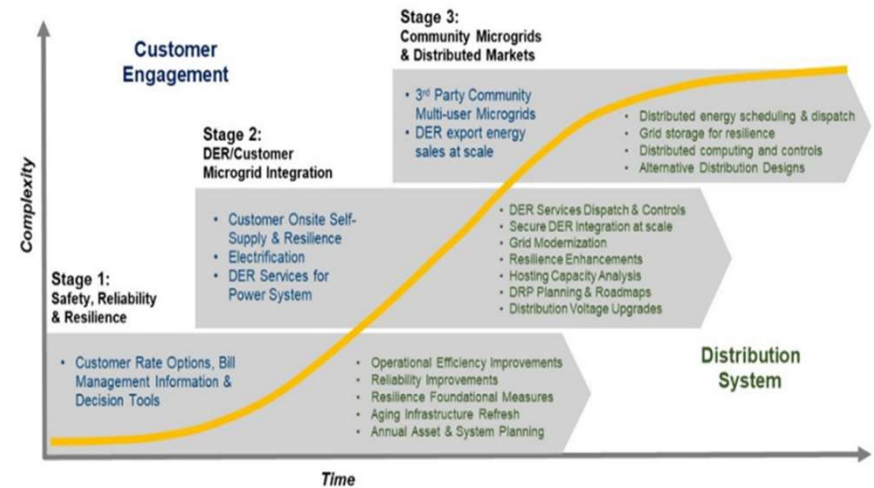 Customer
Engagement
Stage 3:
Community Microgrids
& Distributed Markets
• 3rd Party Community
Multi-user Microgrids
• DER export energy
sales at scale
• Distributed energy scheduling & dispatch
• Grid storage for resilience
• Distributed computing and controls
• Alternative Distribution Designs
Stage 2:
DER/Customer
Microgrid Integration
• Customer Onsite Self-
Supply & Resilience
• Electrification
• DER Services for
Power System
• DER Services Dispatch & Controls
• Secure DER Integration at scale
• Grid Modernization
• Resilience Enhancements
• Hosting Capacity Analysis
• DRP Planning & Roadmaps
• Distribution Voltage Upgrades
Stage 1:
Safety, Reliability
& Resilience
• Customer Rate Options, Bill
Management Information &
Decision Tools
• Operational Efficiency Improvements
• Reliability Improvements
• Resilience Foundational Measures
• Aging Infrastructure Refresh
• Annual Asset & System Planning
Distribution
System
Complexity
Time